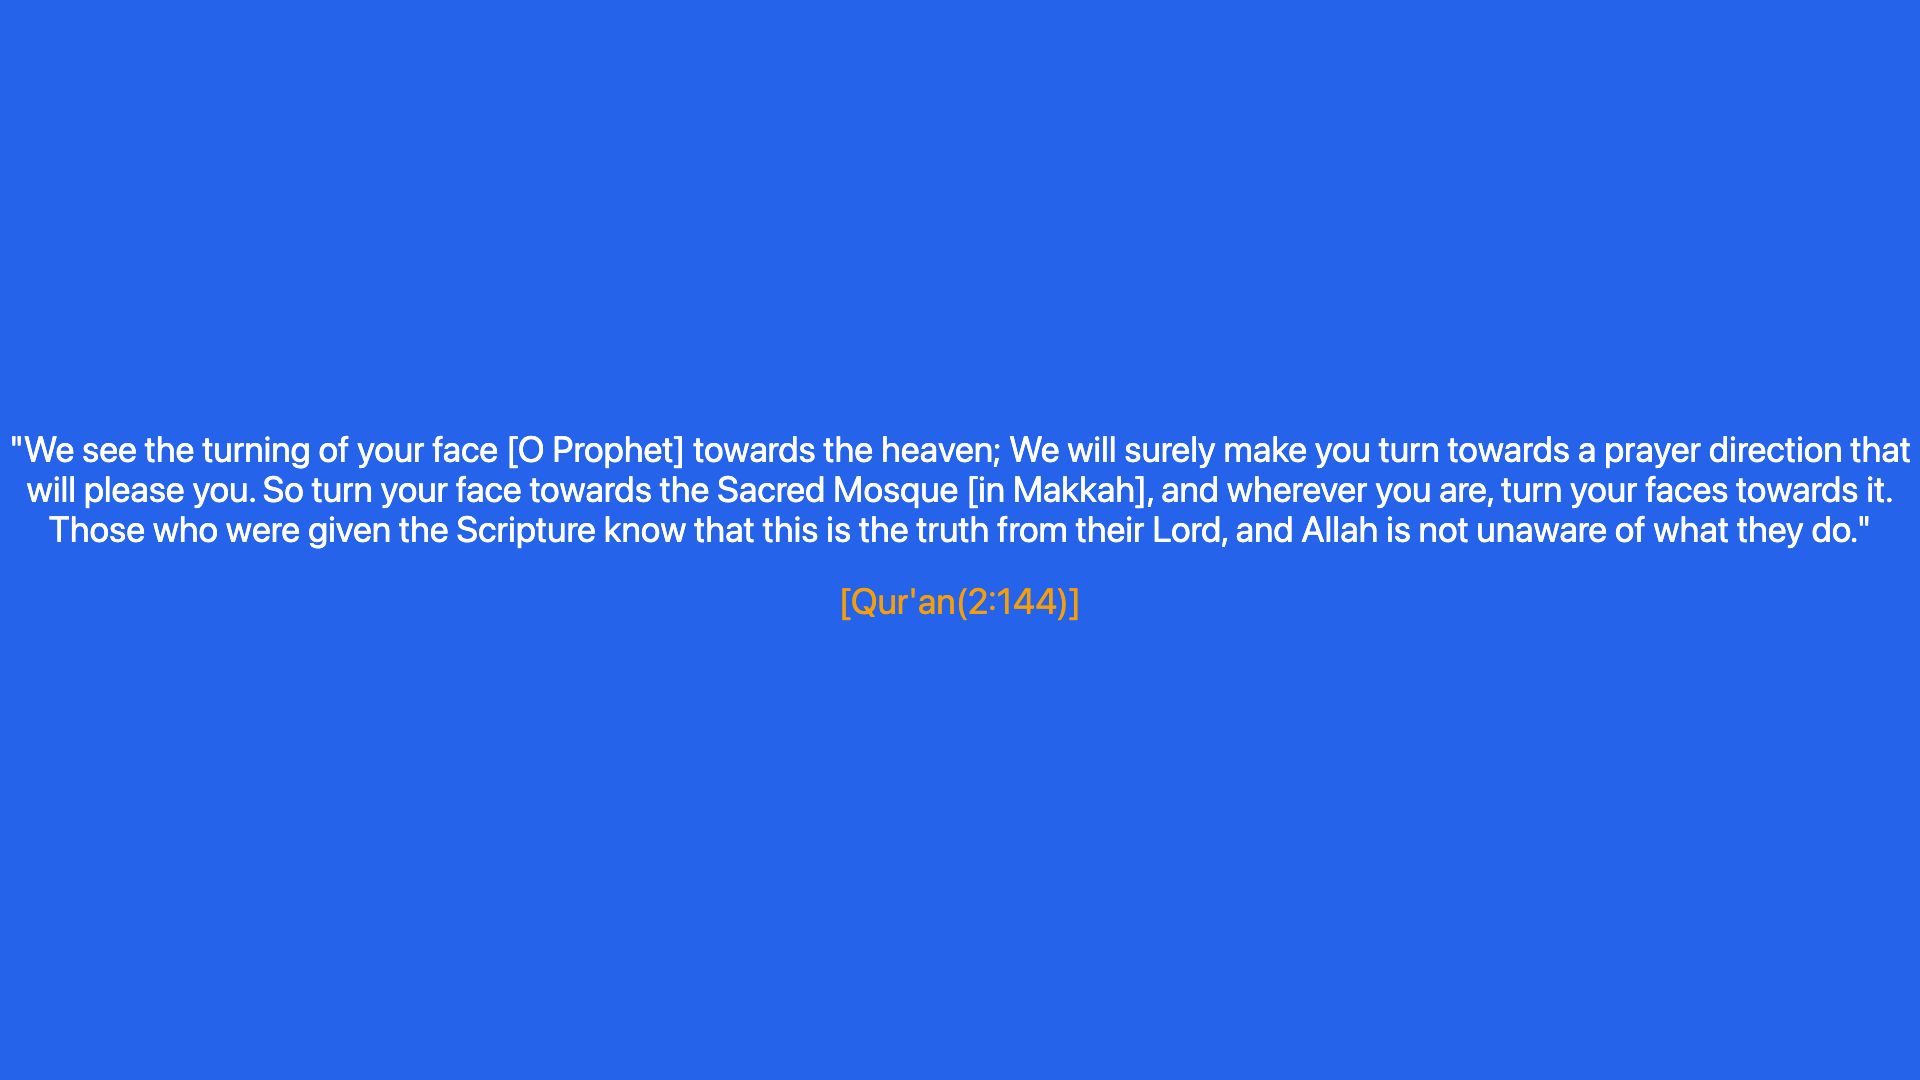 "We see the turning of your face [O Prophet] towards the heaven; We will surely make you turn towards a prayer direction that
will please you. So turn your face towards the Sacred Mosque [in Makkah], and wherever you are, turn your faces towards it.
Those who were given the Scripture know that this is the truth from their Lord, and Allah is not unaware of what they do."
[Qur'an(2:144)]